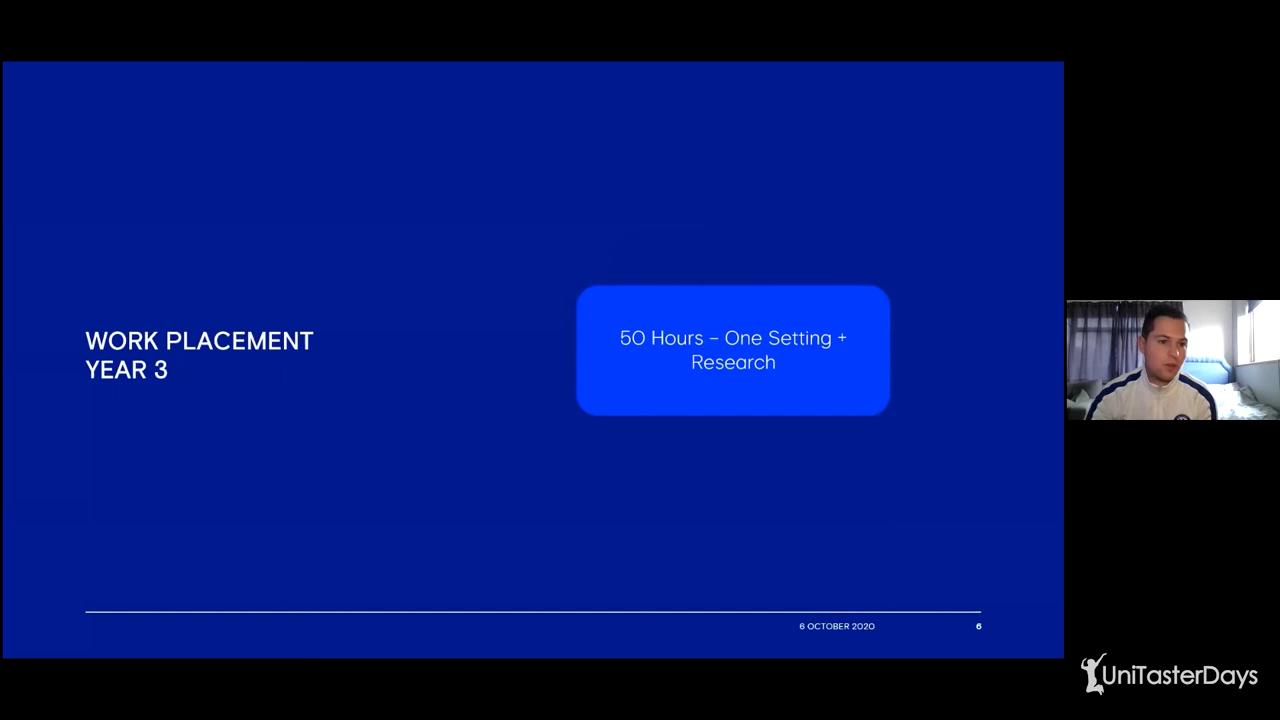 WORK PLACEMENT
YEAR 3
50 Hours – One Setting +
Research
6 OCTOBER 2020
6
UniTasterDays